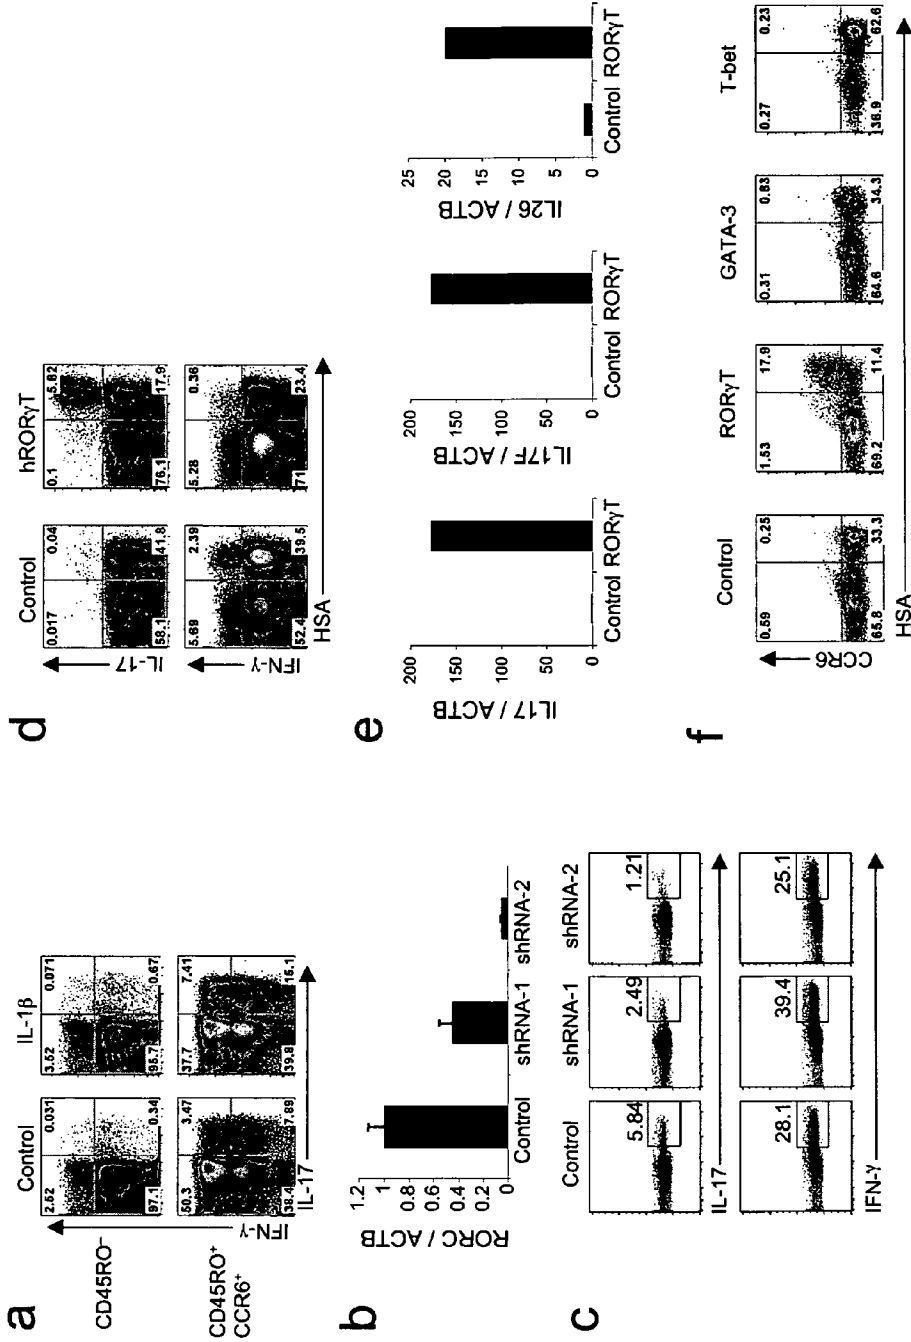 a
Control
IL-1β
CD45RO⁻
2.52
0.031
97.1
0.34
3.52
0.071
95.7
0.67
CD45RO⁺
CCR6⁺
50.3
3.47
38.4
7.89
37.7
7.41
39.8
16.1
IFN-γ
IL-17
b
RORC / ACTB
1.2
1
0.8
0.6
0.4
0.2
0
Control
shRNA-1
shRNA-2
c
Control
shRNA-1
shRNA-2
5.84
2.49
1.21
IL-17
28.1
39.4
25.1
IFN-γ
d
Control
hRORγT
0.017
0.04
58.1
41.8
0.1
5.82
76.1
17.9
IL-17
5.69
2.39
52.4
39.5
5.28
0.36
71
23.4
IFN-γ
HSA
e
IL17 / ACTB
200
150
100
50
0
Control RORγT
IL17F / ACTB
200
150
100
50
0
Control RORγT
IL26 / ACTB
25
20
15
10
5
0
Control RORγT
f
Control
RORγT
GATA-3
T-bet
0.59
0.25
65.8
33.3
1.53
17.9
69.2
11.4
0.31
0.83
64.6
34.3
0.27
0.23
36.9
62.6
CCR6
HSA